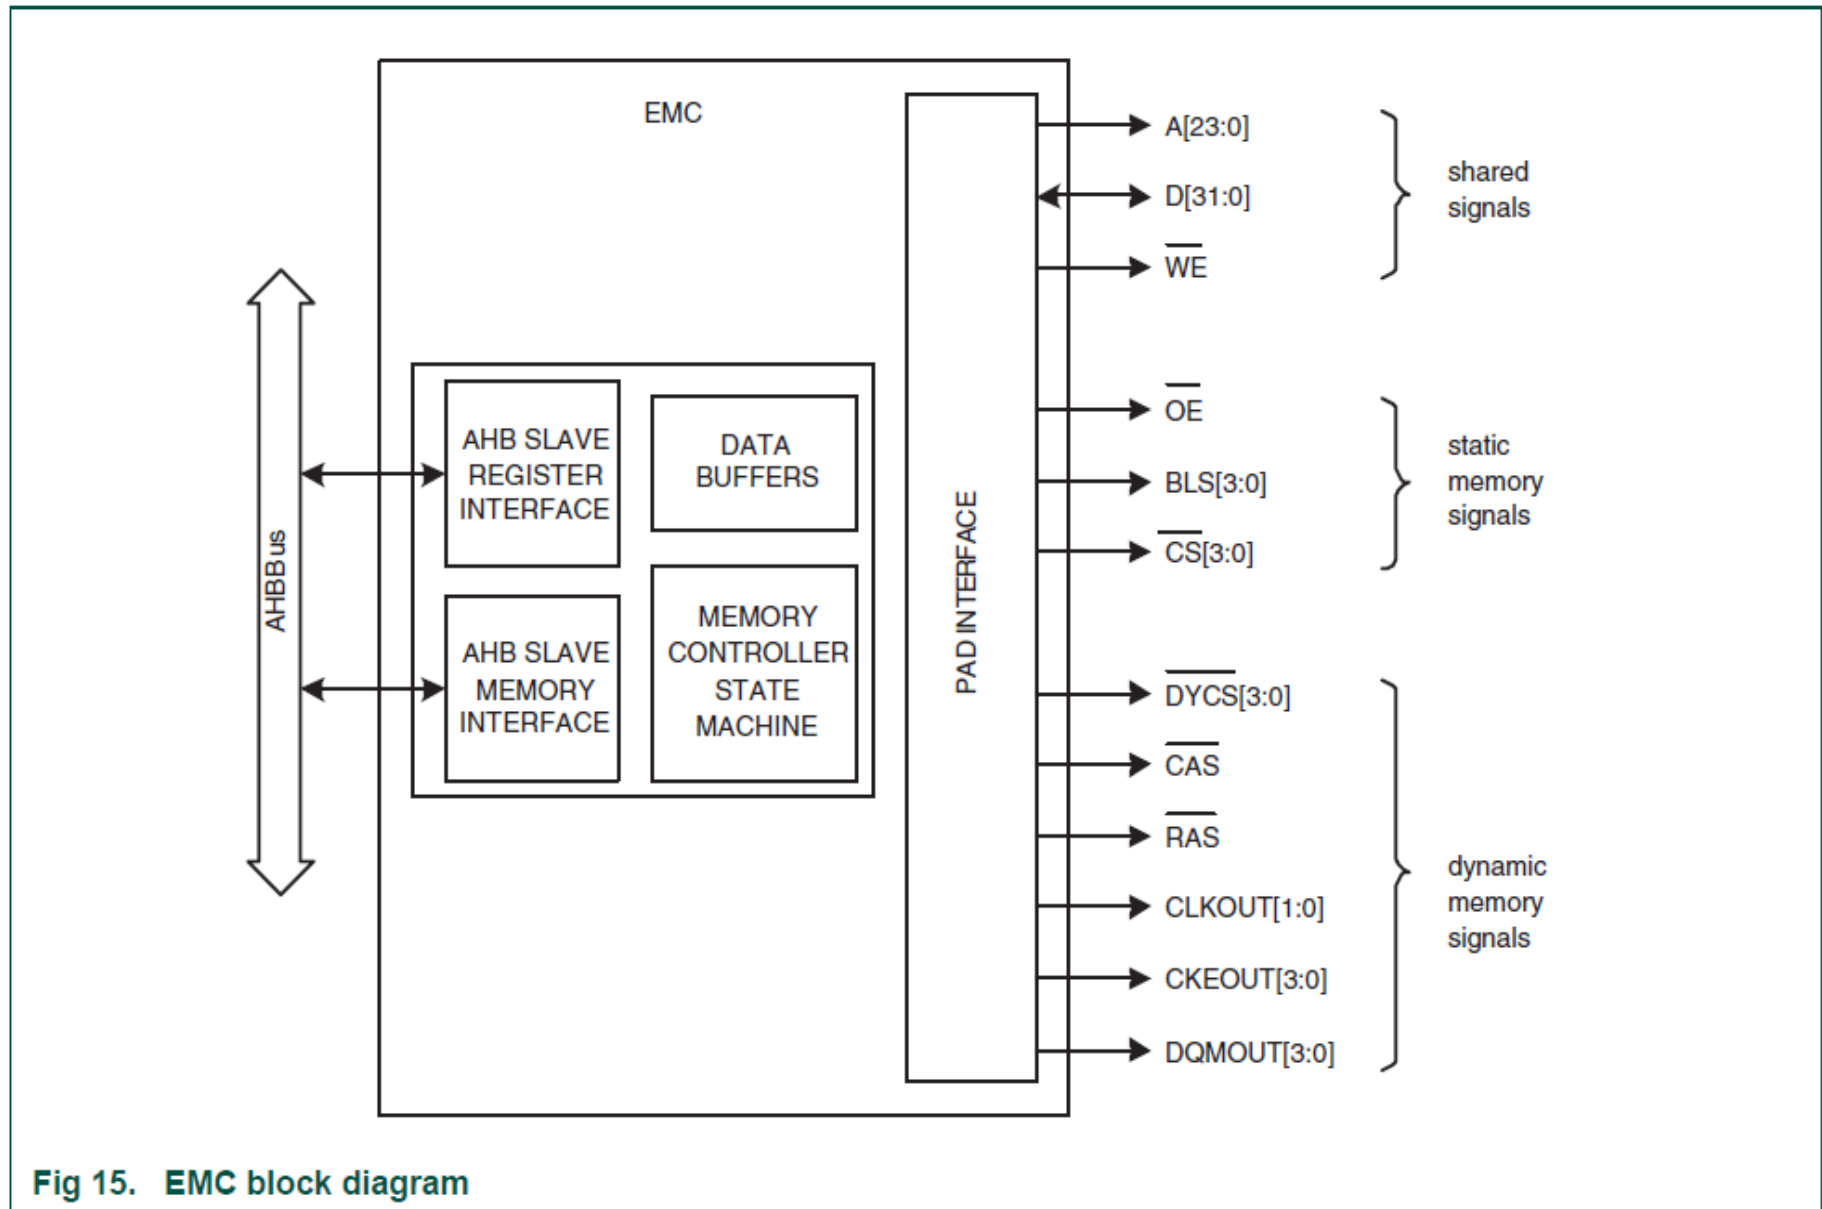 EMC
A[23:0]
D[31:0]
WE
shared
signals
OE
BLS[3:0]
CS[3:0]
static
memory
signals
AHB SLAVE
REGISTER
INTERFACE
DATA
BUFFERS
AHBBus
AHB SLAVE
MEMORY
INTERFACE
MEMORY
CONTROLLER
STATE
MACHINE
PAD INTERFACE
DYCS[3:0]
CAS
RAS
CLKOUT[1:0]
CKEOUT[3:0]
DQMOUT[3:0]
dynamic
memory
signals
Fig 15. EMC block diagram